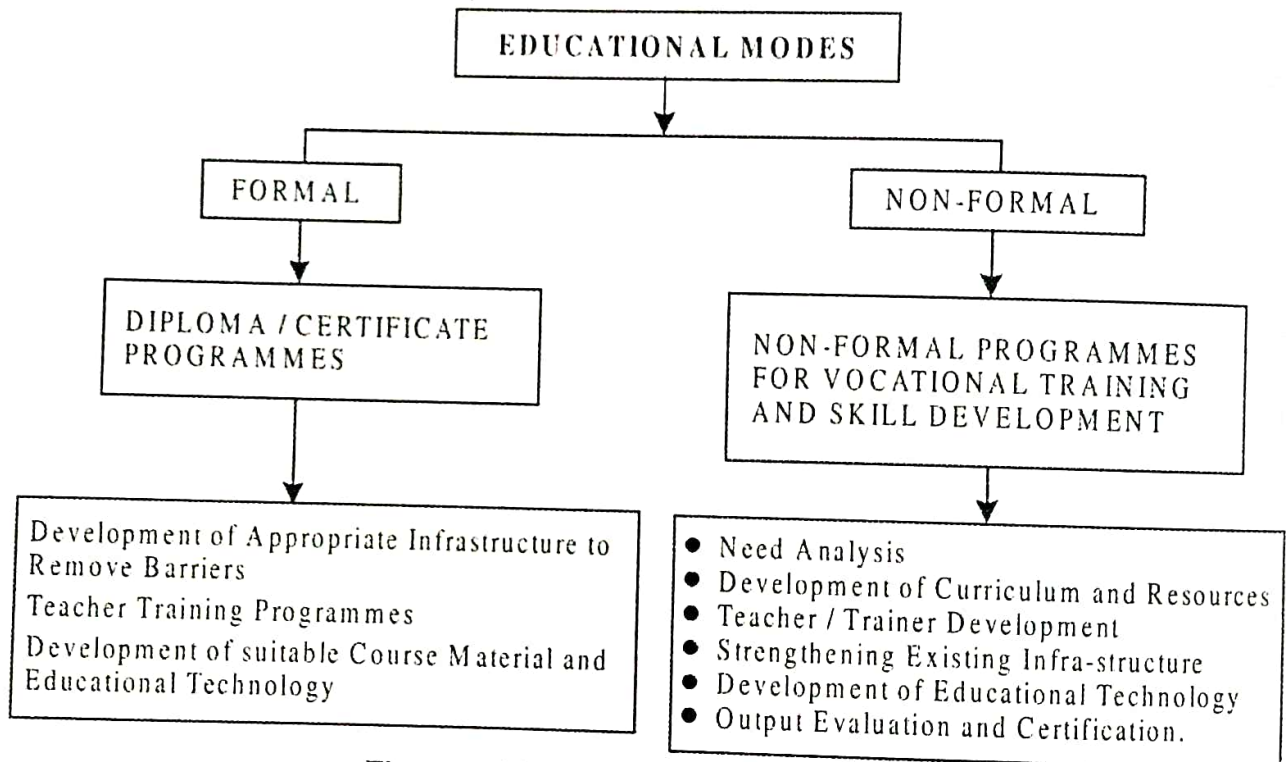 EDUCATIONAL MODES
FORMAL
NON-FORMAL
DIPLOMA / CERTIFICATE
PROGRAMMES
NON-FORMAL PROGRAMMES
FOR VOCATIONAL TRAINING
AND SKILL DEVELOPMENT
Development of Appropriate Infrastructure to
Remove Barriers
Teacher Training Programmes
Development of suitable Course Material and
Educational Technology
● Need Analysis
● Development of Curriculum and Resources
● Teacher / Trainer Development
● Strengthening Existing Infra-structure
● Development of Educational Technology
● Output Evaluation and Certification.